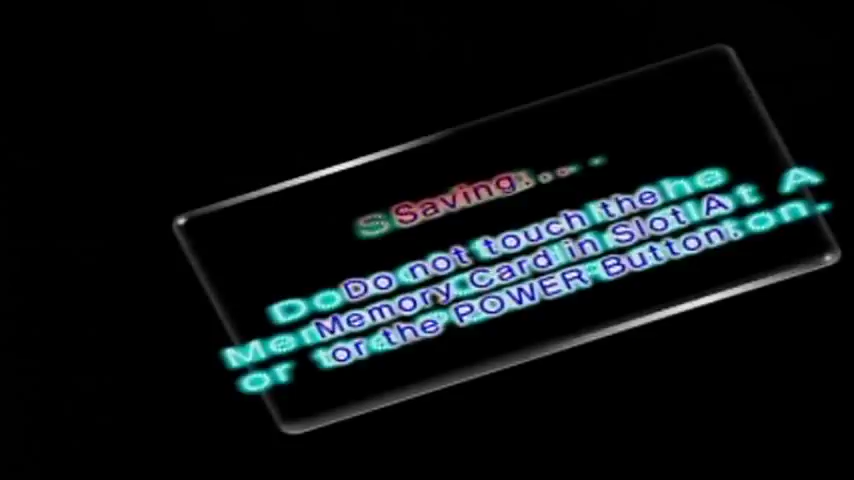 Saving...
Do not touch the
Memory Card in Slot A
or the POWER Button.